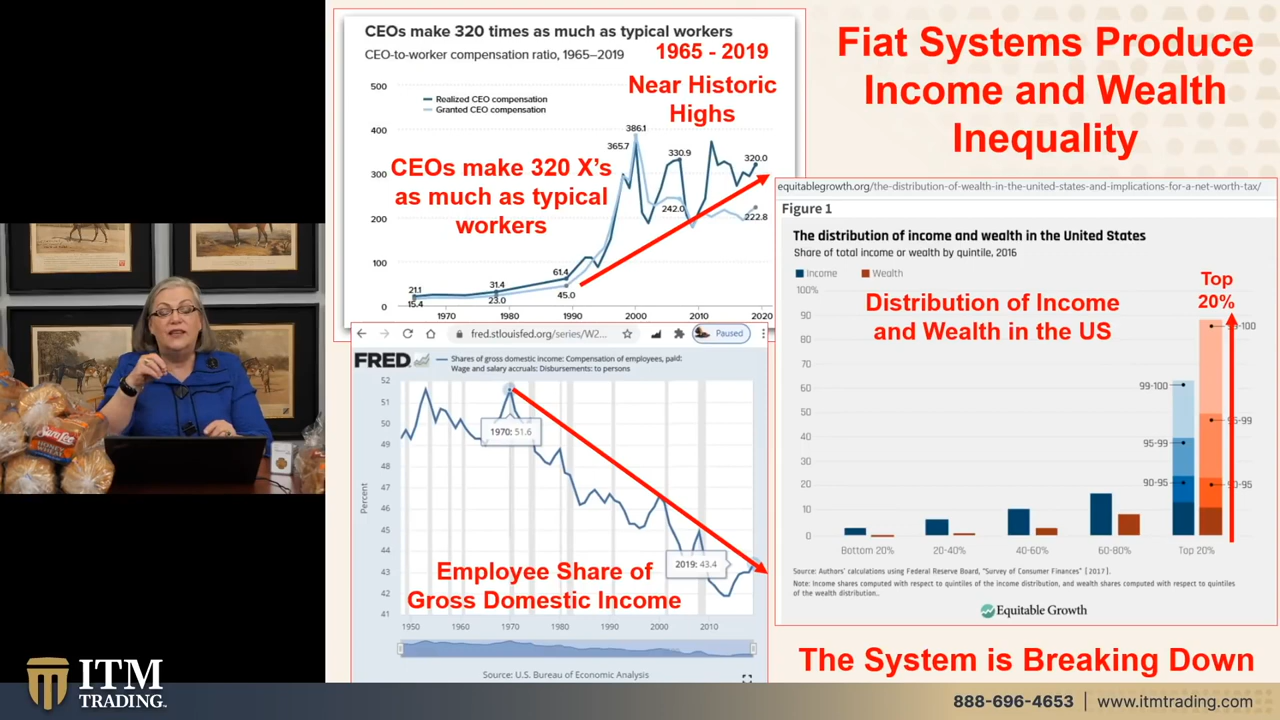 Fiat Systems Produce
Income and Wealth
Inequality
CEOs make 320 times as much as typical workers
CEO-to-worker compensation ratio, 1965–2019
1965 - 2019
Near Historic
Highs
500
Realized CEO compensation
Granted CEO compensation
400
386.1
365.7
330.9
320.0
CEOs make 320 X's
as much as typical
workers
300
242.0
222.8
200
100
61.4
45.0
31.4
23.0
21.1
15.4
0
1970
1980
1990
2000
2010
2020
fred.stlouisfed.org/series/W2...
Paused
FRED
Shares of gross domestic income: Compensation of employees, paid:
Wage and salary accruals: Disbursements: to persons
52
51
50
49
48
47
46
45
44
43
42
41
Percent
1970: 51.6
2019: 43.4
Employee Share of
Gross Domestic Income
1950
1960
1970
1980
1990
2000
2010
Source: U.S. Bureau of Economic Analysis
equitablegrowth.org/the-distribution-of-wealth-in-the-united-states-and-implications-for-a-net-worth-tax/
Figure 1
The distribution of income and wealth in the United States
Share of total income or wealth by quintile, 2016
Income
Wealth
Top
20%
Distribution of Income
and Wealth in the US
100%
90
80
70
60
50
40
30
20
10
0
99-100
95-99
90-95
99-100
95-99
90-95
Bottom 20%
20-40%
40-60%
60-80%
Top 20%
Source: Authors' calculations using Federal Reserve Board, "Survey of Consumer Finances" [2017].
Note: Income shares computed with respect to quintiles of the income distribution, and wealth shares computed with respect to quintiles
of the wealth distribution..
Equitable Growth
The System is Breaking Down
Sara Lee
HONEY
WHEAT
ITM
TRADING
888-696-4653 | www.itmtrading.com